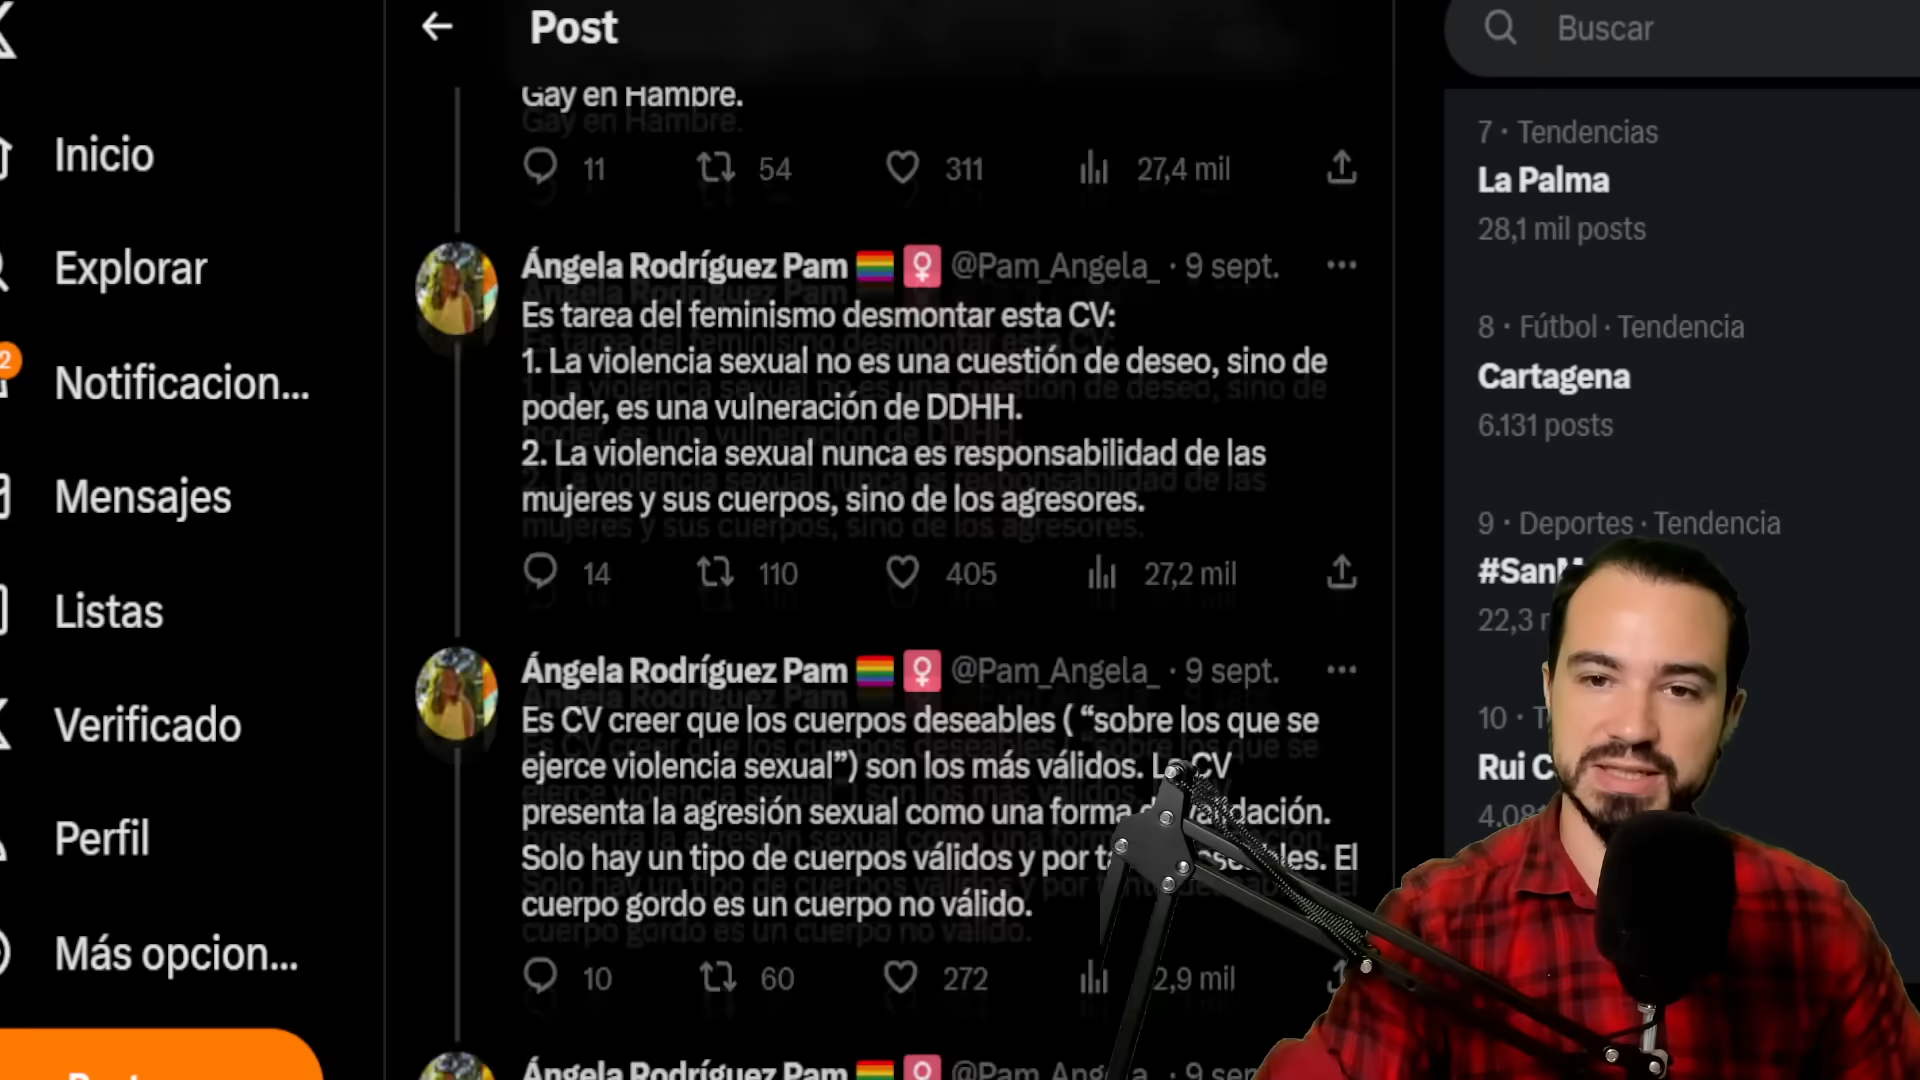 Post
Buscar
Inicio
Explorar
2
Notificacion...
Mensajes
Listas
Verificado
Perfil
Más opcion...
Gay en Hambre.
11 54 311 27,4 mil
Ángela Rodríguez Pam @Pam_Angela_ · 9 sept.
Es tarea del feminismo desmontar esta CV:
1. La violencia sexual no es una cuestión de deseo, sino de
poder, es una vulneración de DDHH.
2. La violencia sexual nunca es responsabilidad de las
mujeres y sus cuerpos, sino de los agresores.
14 110 405 27,2 mil
Ángela Rodríguez Pam @Pam_Angela_ · 9 sept.
Es CV creer que los cuerpos deseables ( “sobre los que se
ejerce violencia sexual”) son los más válidos. La CV
presenta la agresión sexual como una forma
Solo hay un tipo de cuerpos válidos y por El
cuerpo gordo es un cuerpo no válido.
10 60 272 2,9 mil
Ángela Rodríguez Pam @Pam_Angela_ · 9
7 · Tendencias
La Palma
28,1 mil posts
8 · Fútbol · Tendencia
Cartagena
6.131 posts
9 · Deportes · Tendencia
22,3
10 ·
Rui